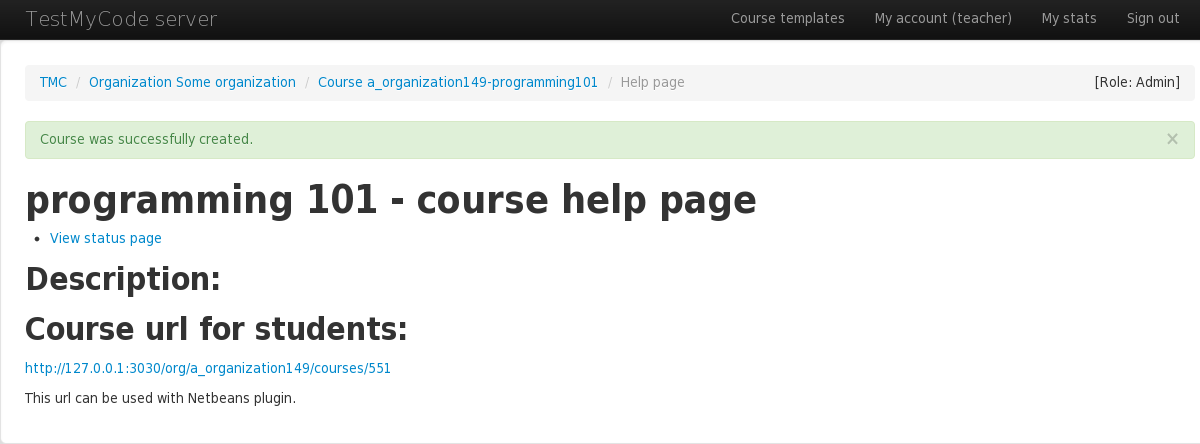 TestMyCode server Course templates My account (teacher) My stats Sign out
TMC / Organization Some organization / Course a_organization149-programming101 / Help page [Role: Admin]
Course was successfully created. ×
programming 101 - course help page
• View status page
Description:
Course url for students:
http://127.0.0.1:3030/org/a_organization149/courses/551
This url can be used with Netbeans plugin.